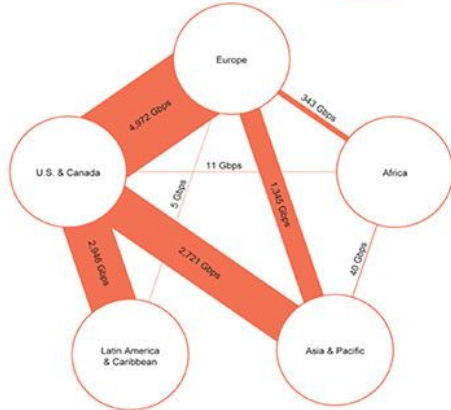 Europe
4,972 Gbps
343 Gbps
U.S. & Canada
11 Gbps
Africa
5 Gbps
1,345 Gbps
2,946 Gbps
2,721 Gbps
40 Gbps
Latin America
& Caribbean
Asia & Pacific